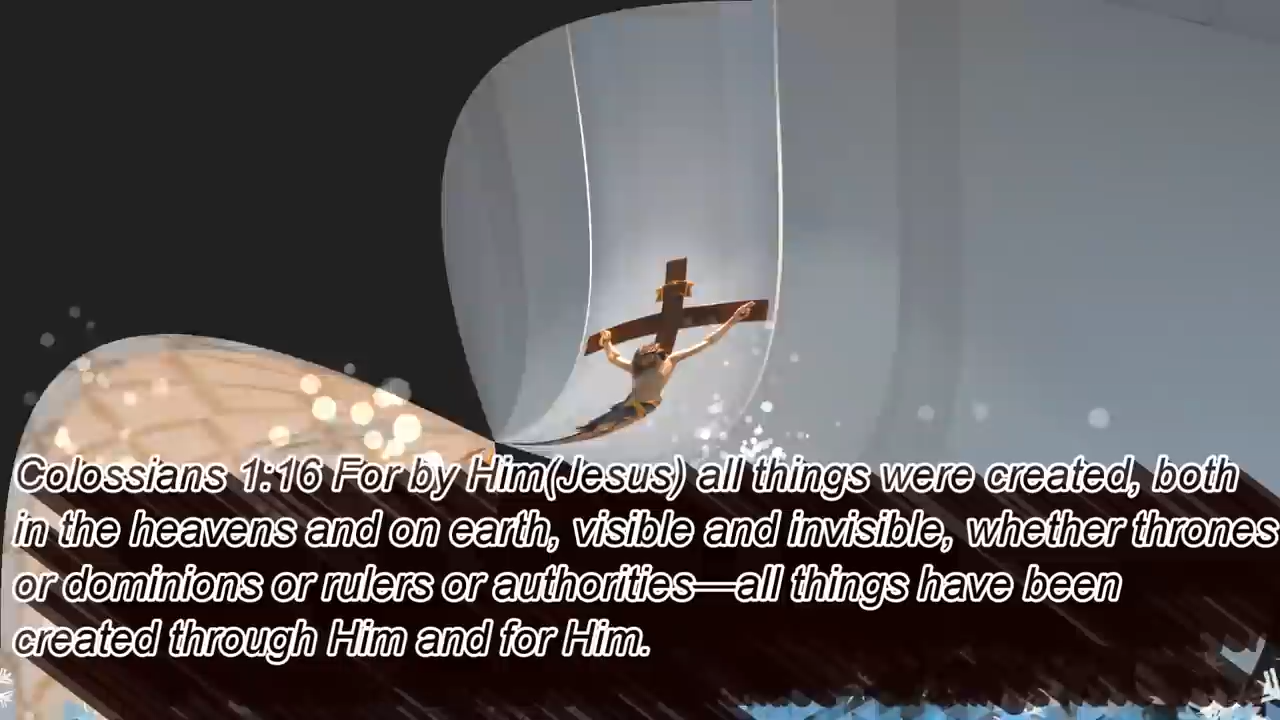 Colossians 1:16 For by Him(Jesus) all things were created, both
in the heavens and on earth, visible and invisible, whether thrones
or dominions or rulers or authorities—all things have been
created through Him and for Him.